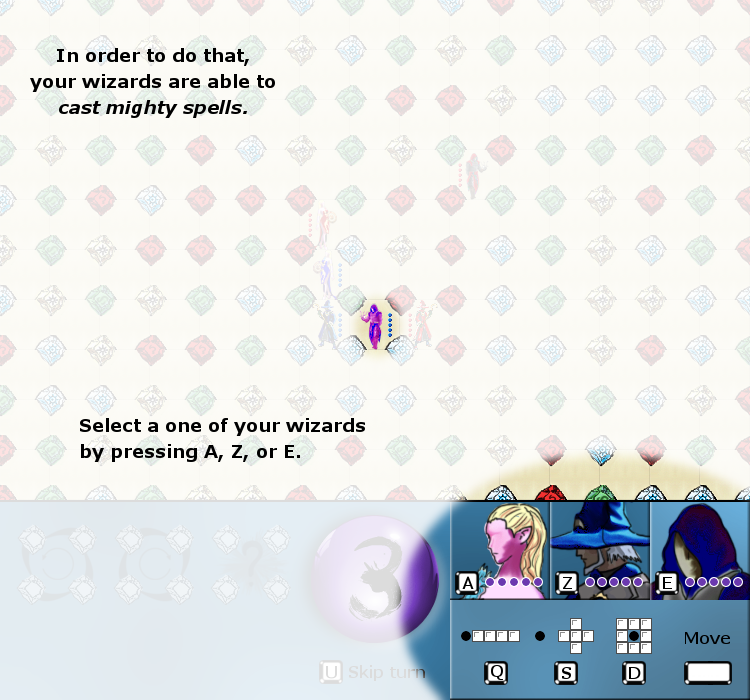 In order to do that,
your wizards are able to
cast mighty spells.
Select a one of your wizards
by pressing A, Z, or E.
3
A
Z
E
Move
Q
S
D
U Skip turn
?